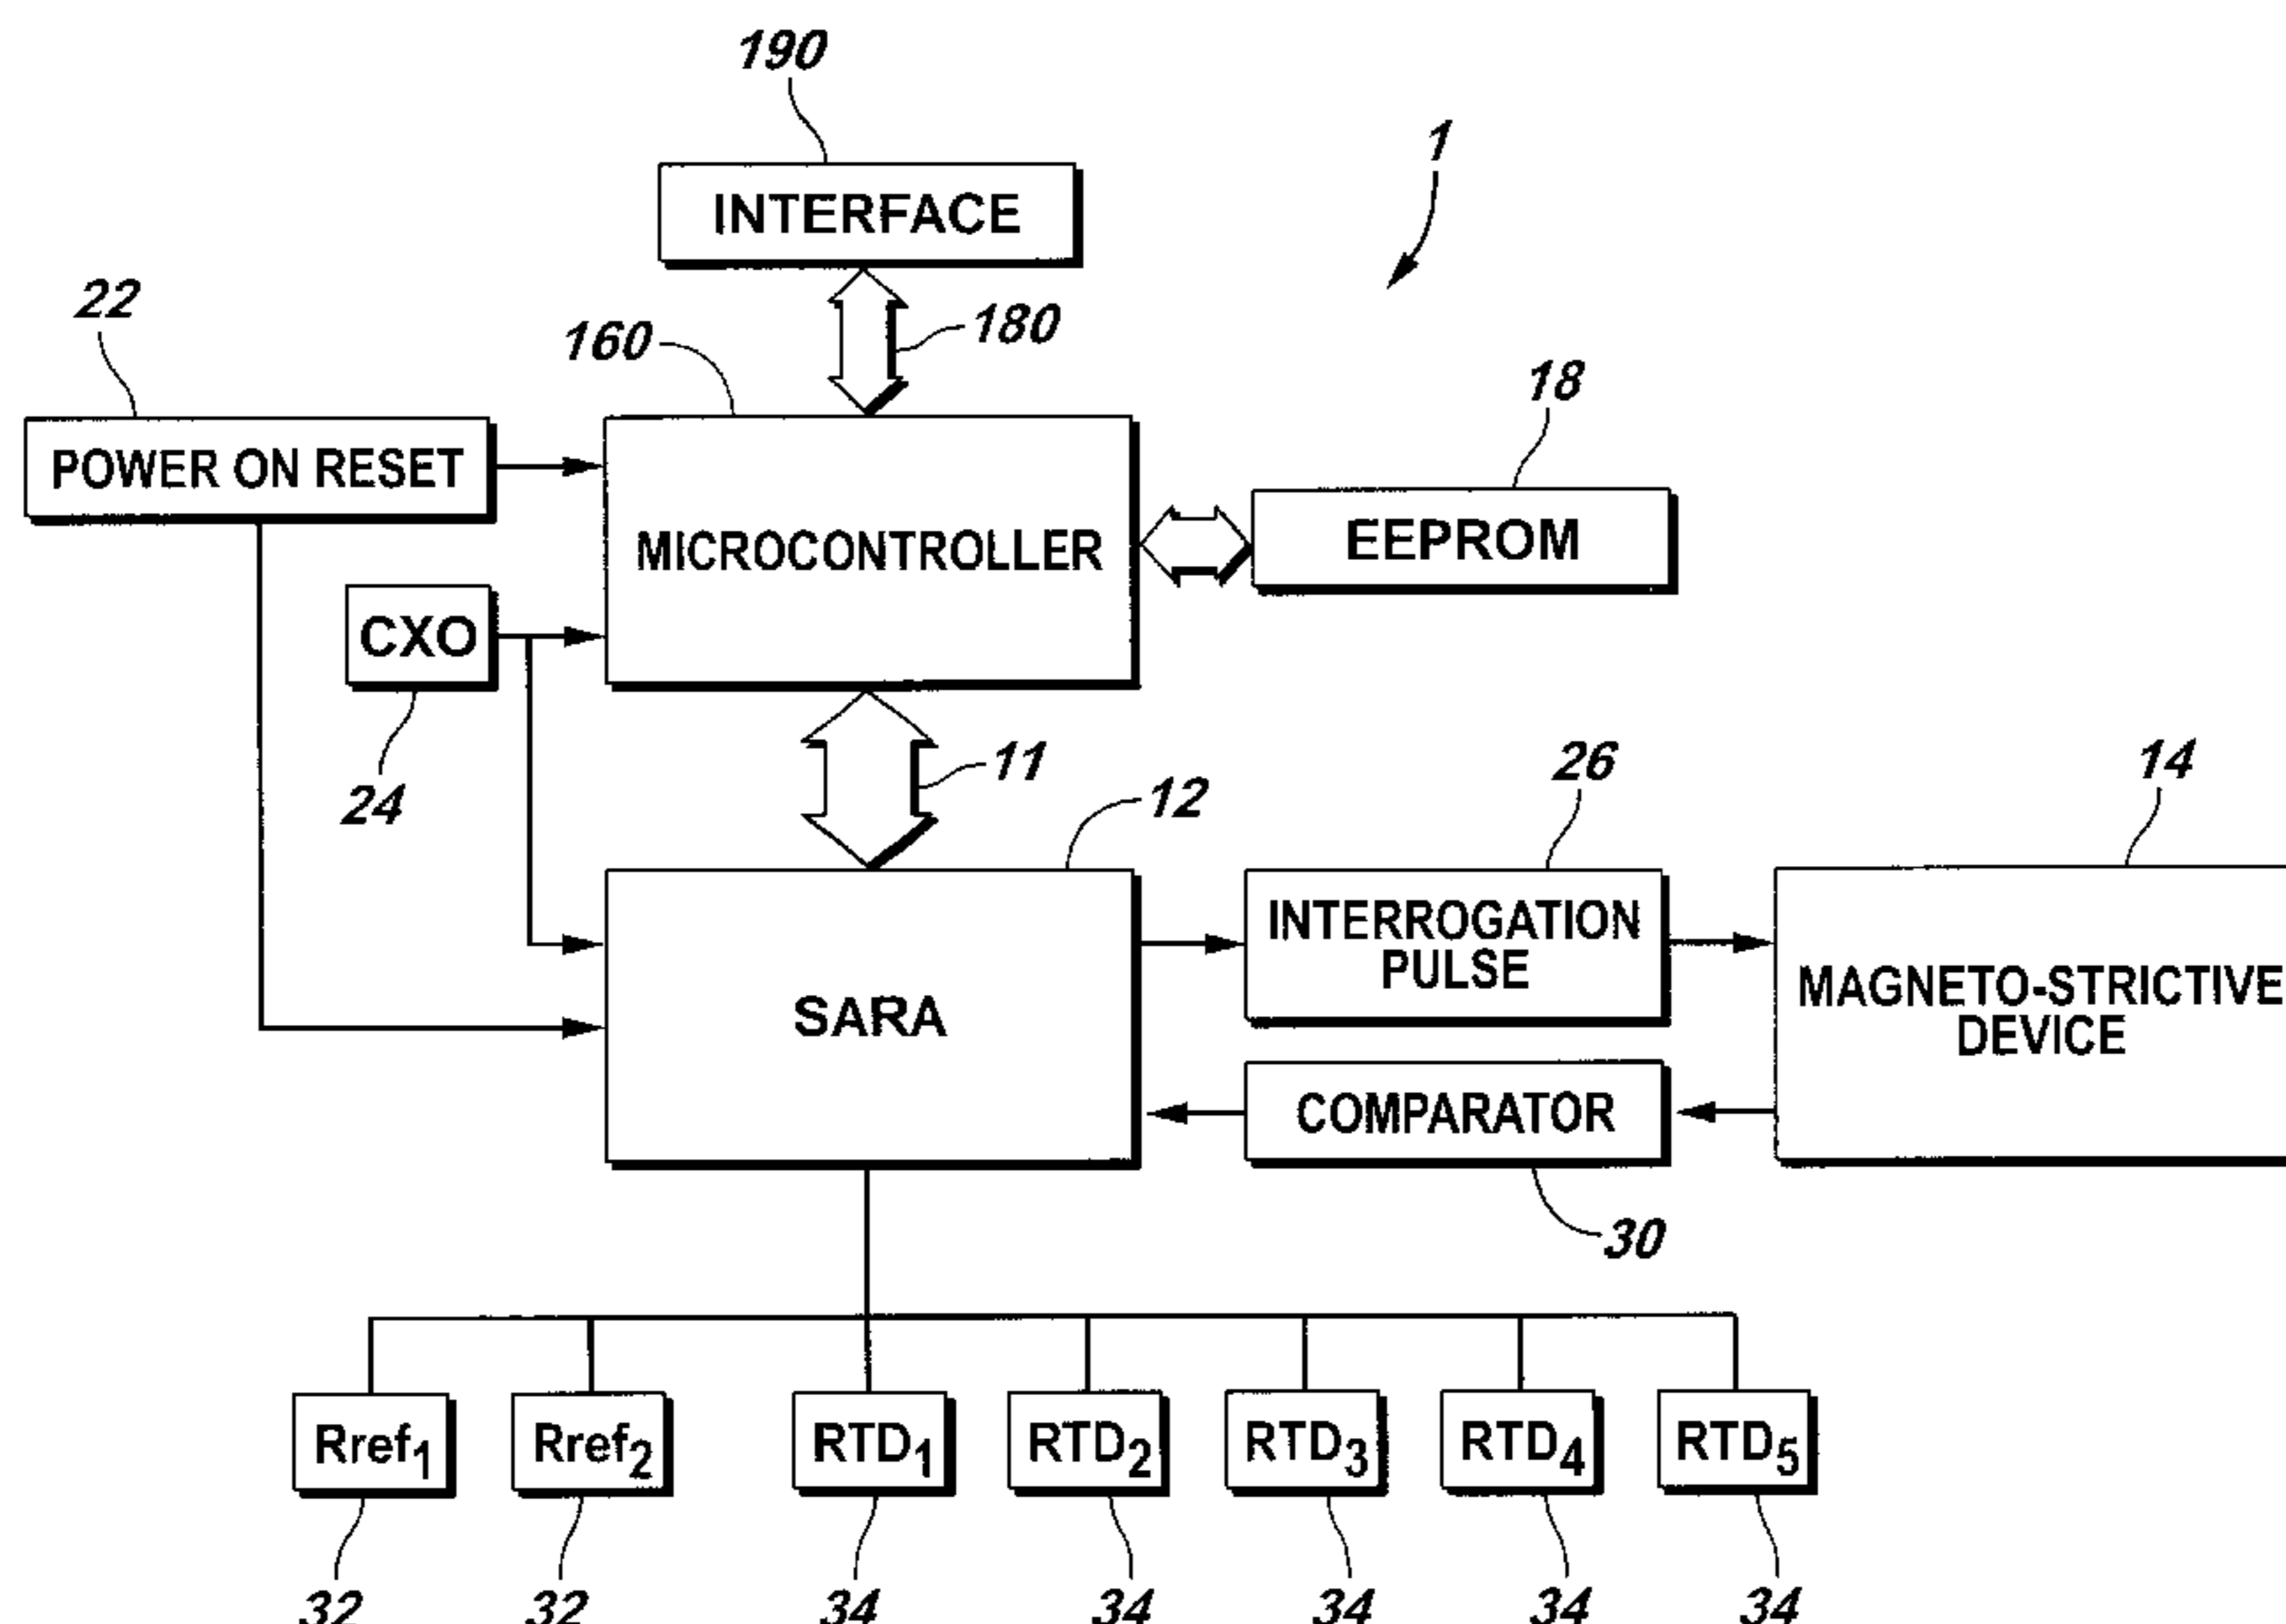 190
1
INTERFACE
22
160
180
18
POWER ON RESET
MICROCONTROLLER
EEPROM
CXO
24
11
12
26
14
INTERROGATION
PULSE
SARA
MAGNETO-STRICTIVE
DEVICE
COMPARATOR
30
Rref1
Rref2
RTD1
RTD2
RTD3
RTD4
RTD5
32
32
34
34
34
34
34